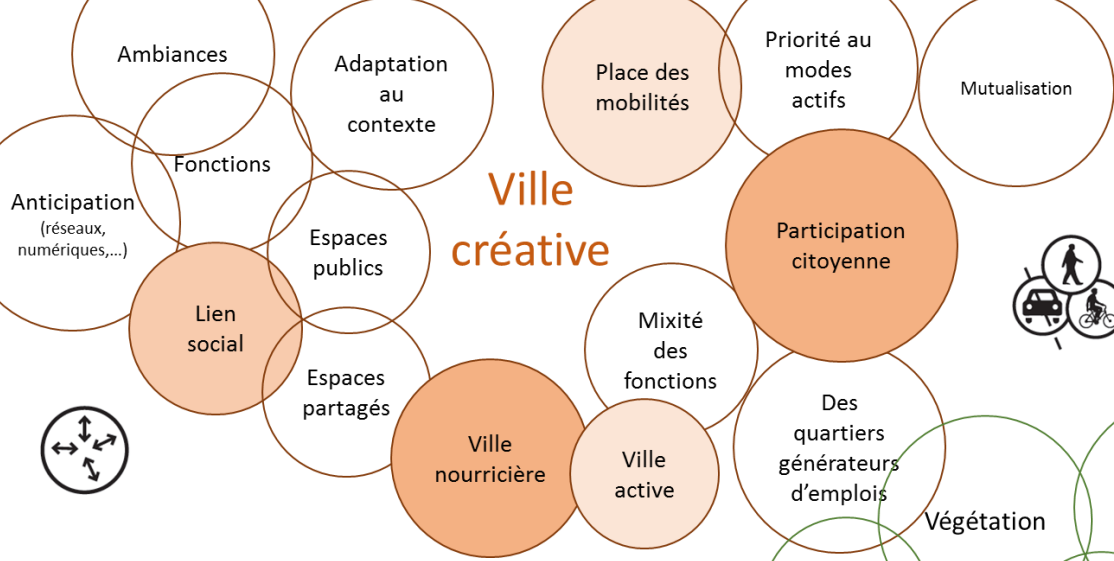 Ambiances
Adaptation
au
contexte
Place des
mobilités
Priorité au
modes
actifs
Mutualisation
Fonctions
Anticipation
(réseaux,
numériques,...)
Ville
créative
Espaces
publics
Participation
citoyenne
Lien
social
Mixité
des
fonctions
Espaces
partagés
Des
quartiers
générateurs
d’emplois
Ville
nourricière
Ville
active
Végétation